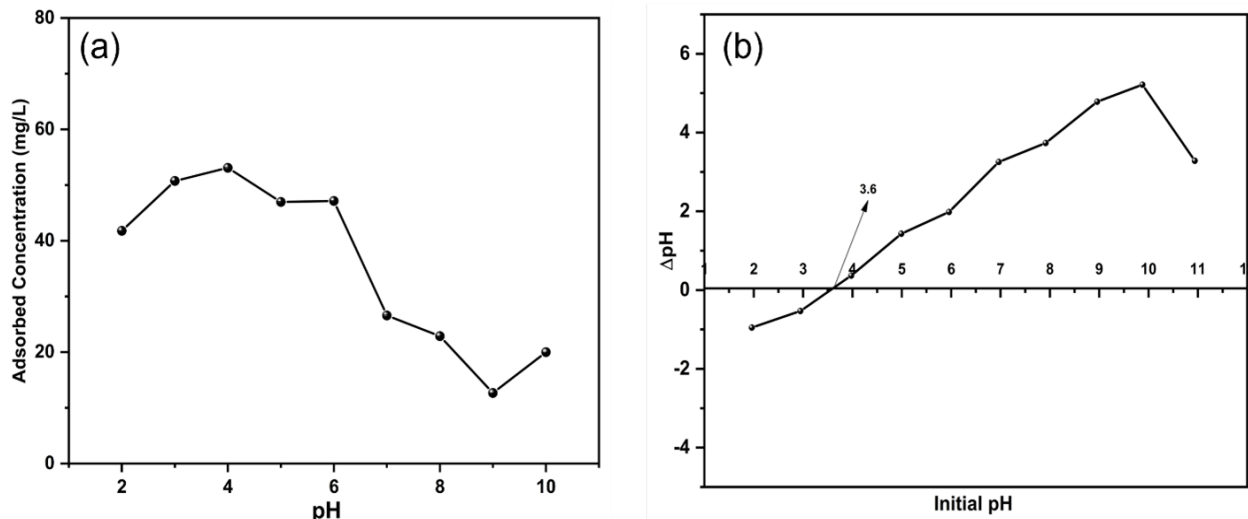 (a)
Adsorbed Concentration (mg/L)
80
60
40
20
0
2 4 6 8 10
pH
(b)
ΔpH
6
4
2
0
-2
-4
3.6
1 2 3 4 5 6 7 8 9 10 11 1
Initial pH